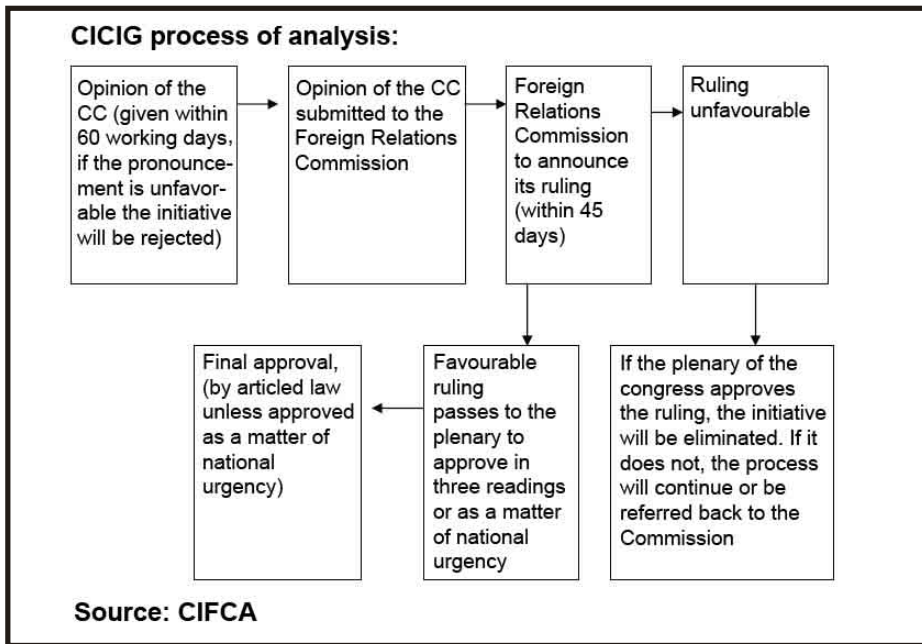 CICIG process of analysis:
Opinion of the
CC (given within
60 working days,
if the pronounce-
ment is unfavor-
able the initiative
will be rejected)
Opinion of the CC
submitted to the
Foreign Relations
Commission
Foreign
Relations
Commission
to announce
its ruling
(within 45
days)
Ruling
unfavourable
Final approval,
(by articled law
unless approved
as a matter of
national
urgency)
Favourable
ruling
passes to the
plenary to
approve in
three readings
or as a matter
of national
urgency
If the plenary of the
congress approves
the ruling, the initiative
will be eliminated. If it
does not, the process
will continue or be
referred back to the
Commission
Source: CIFCA